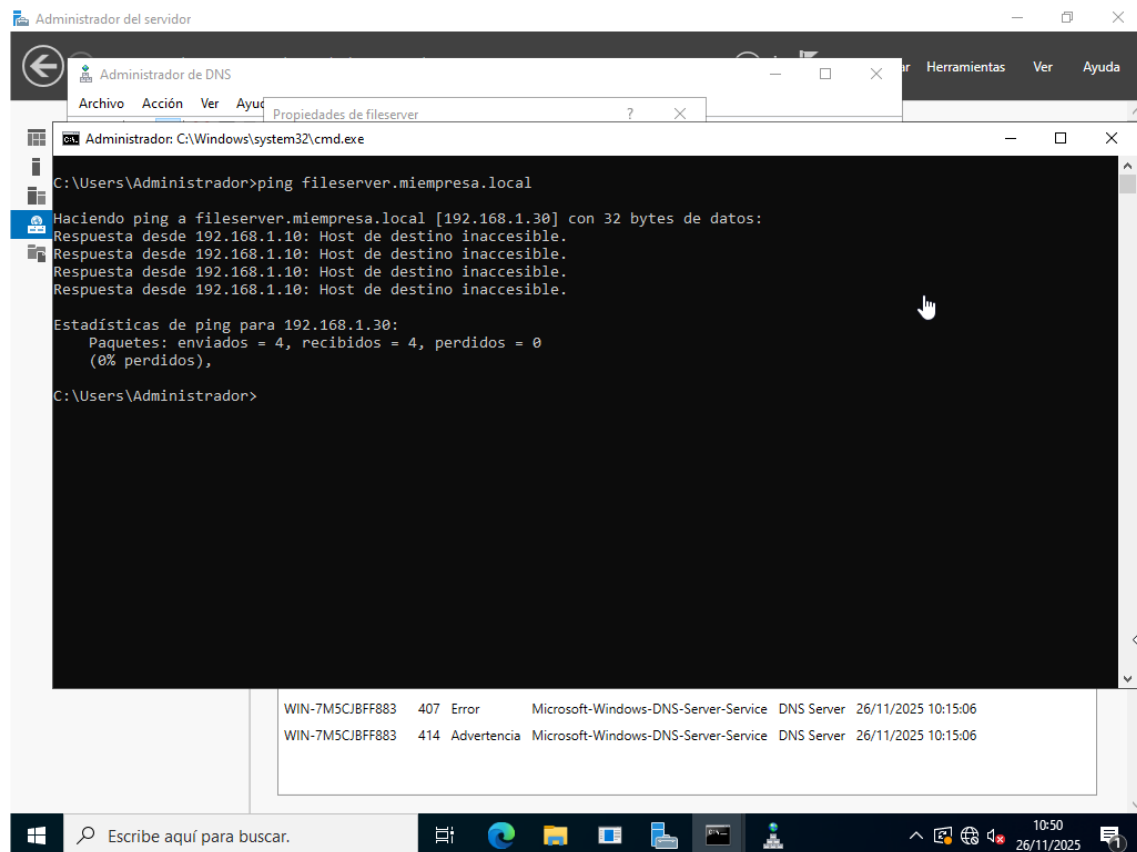 Administrador del servidor
Herramientas Ver Ayuda
Administrador de DNS
Archivo Acción Ver
Propiedades de fileserver
Administrador: C:\Windows\system32\cmd.exe
C:\Users\Administrador>ping fileserver.miempresa.local
Haciendo ping a fileserver.miempresa.local [192.168.1.30] con 32 bytes de datos:
Respuesta desde 192.168.1.10: Host de destino inaccesible.
Respuesta desde 192.168.1.10: Host de destino inaccesible.
Respuesta desde 192.168.1.10: Host de destino inaccesible.
Respuesta desde 192.168.1.10: Host de destino inaccesible.
Estadísticas de ping para 192.168.1.30:
Paquetes: enviados = 4, recibidos = 4, perdidos = 0
(0% perdidos),
C:\Users\Administrador>
WIN-7M5CJBFF883 407 Error Microsoft-Windows-DNS-Server-Service DNS Server 26/11/2025 10:15:06
WIN-7M5CJBFF883 414 Advertencia Microsoft-Windows-DNS-Server-Service DNS Server 26/11/2025 10:15:06
Escribe aquí para buscar.
10:50
26/11/2025
1